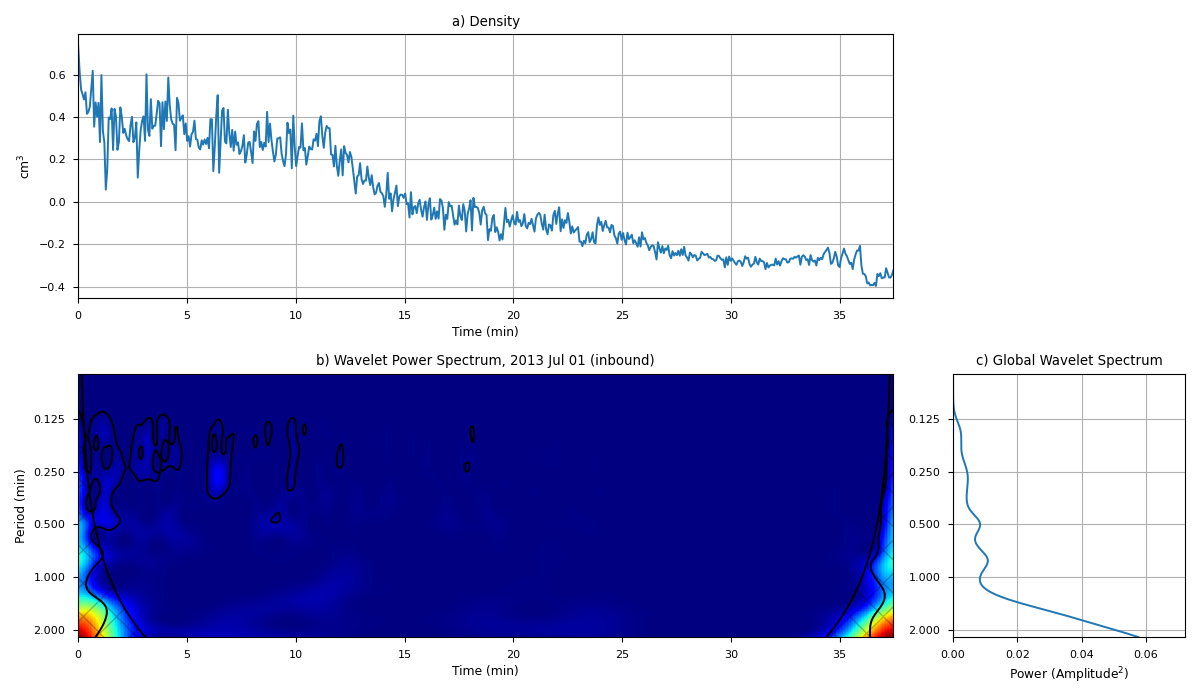 a) Density
cm³
0.6
0.4
0.2
0.0
−0.2
−0.4
0 5 10 15 20 25 30 35
Time (min)
b) Wavelet Power Spectrum, 2013 Jul 01 (inbound)
Period (min)
0.125
0.250
0.500
1.000
2.000
0 5 10 15 20 25 30 35
Time (min)
c) Global Wavelet Spectrum
0.125
0.250
0.500
1.000
2.000
0.00 0.02 0.04 0.06
Power (Amplitude²)